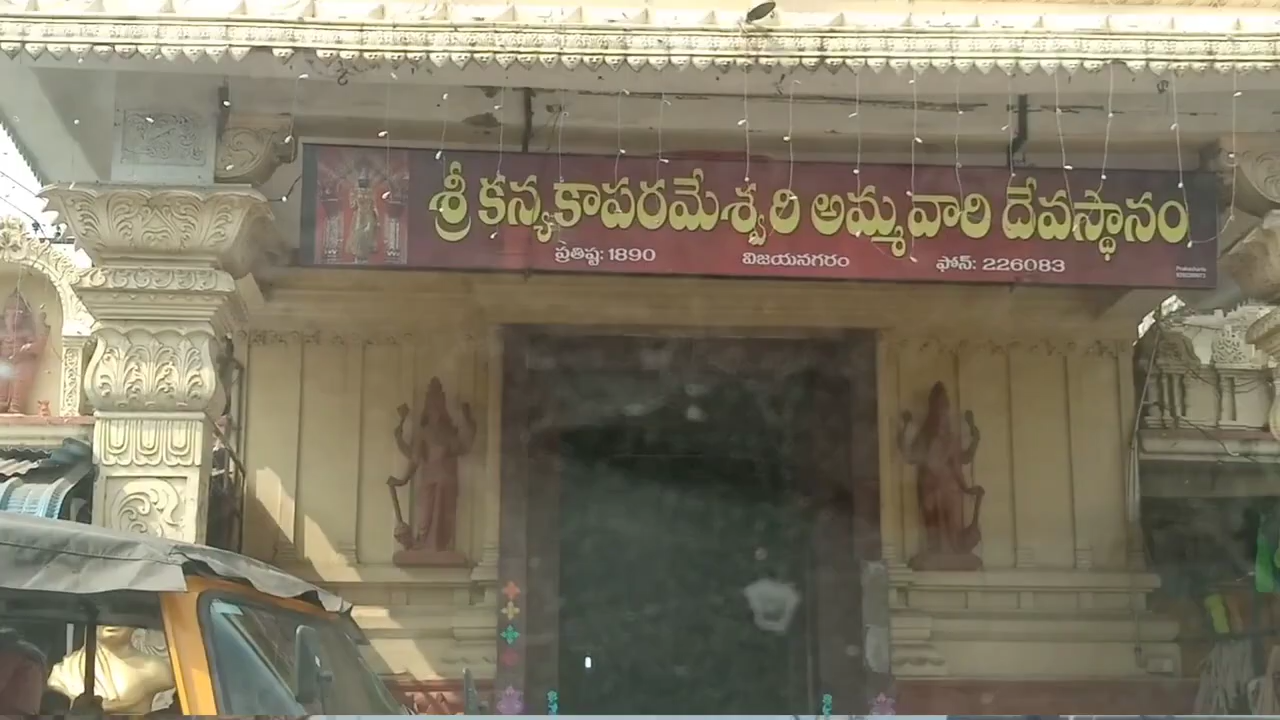 శ్రీ కన్యకాపరమేశ్వరి అమ్మవారి దేవస్థానం
ప్రతిష్ట: 1890 విజయనగరం ఫోన్: 226083